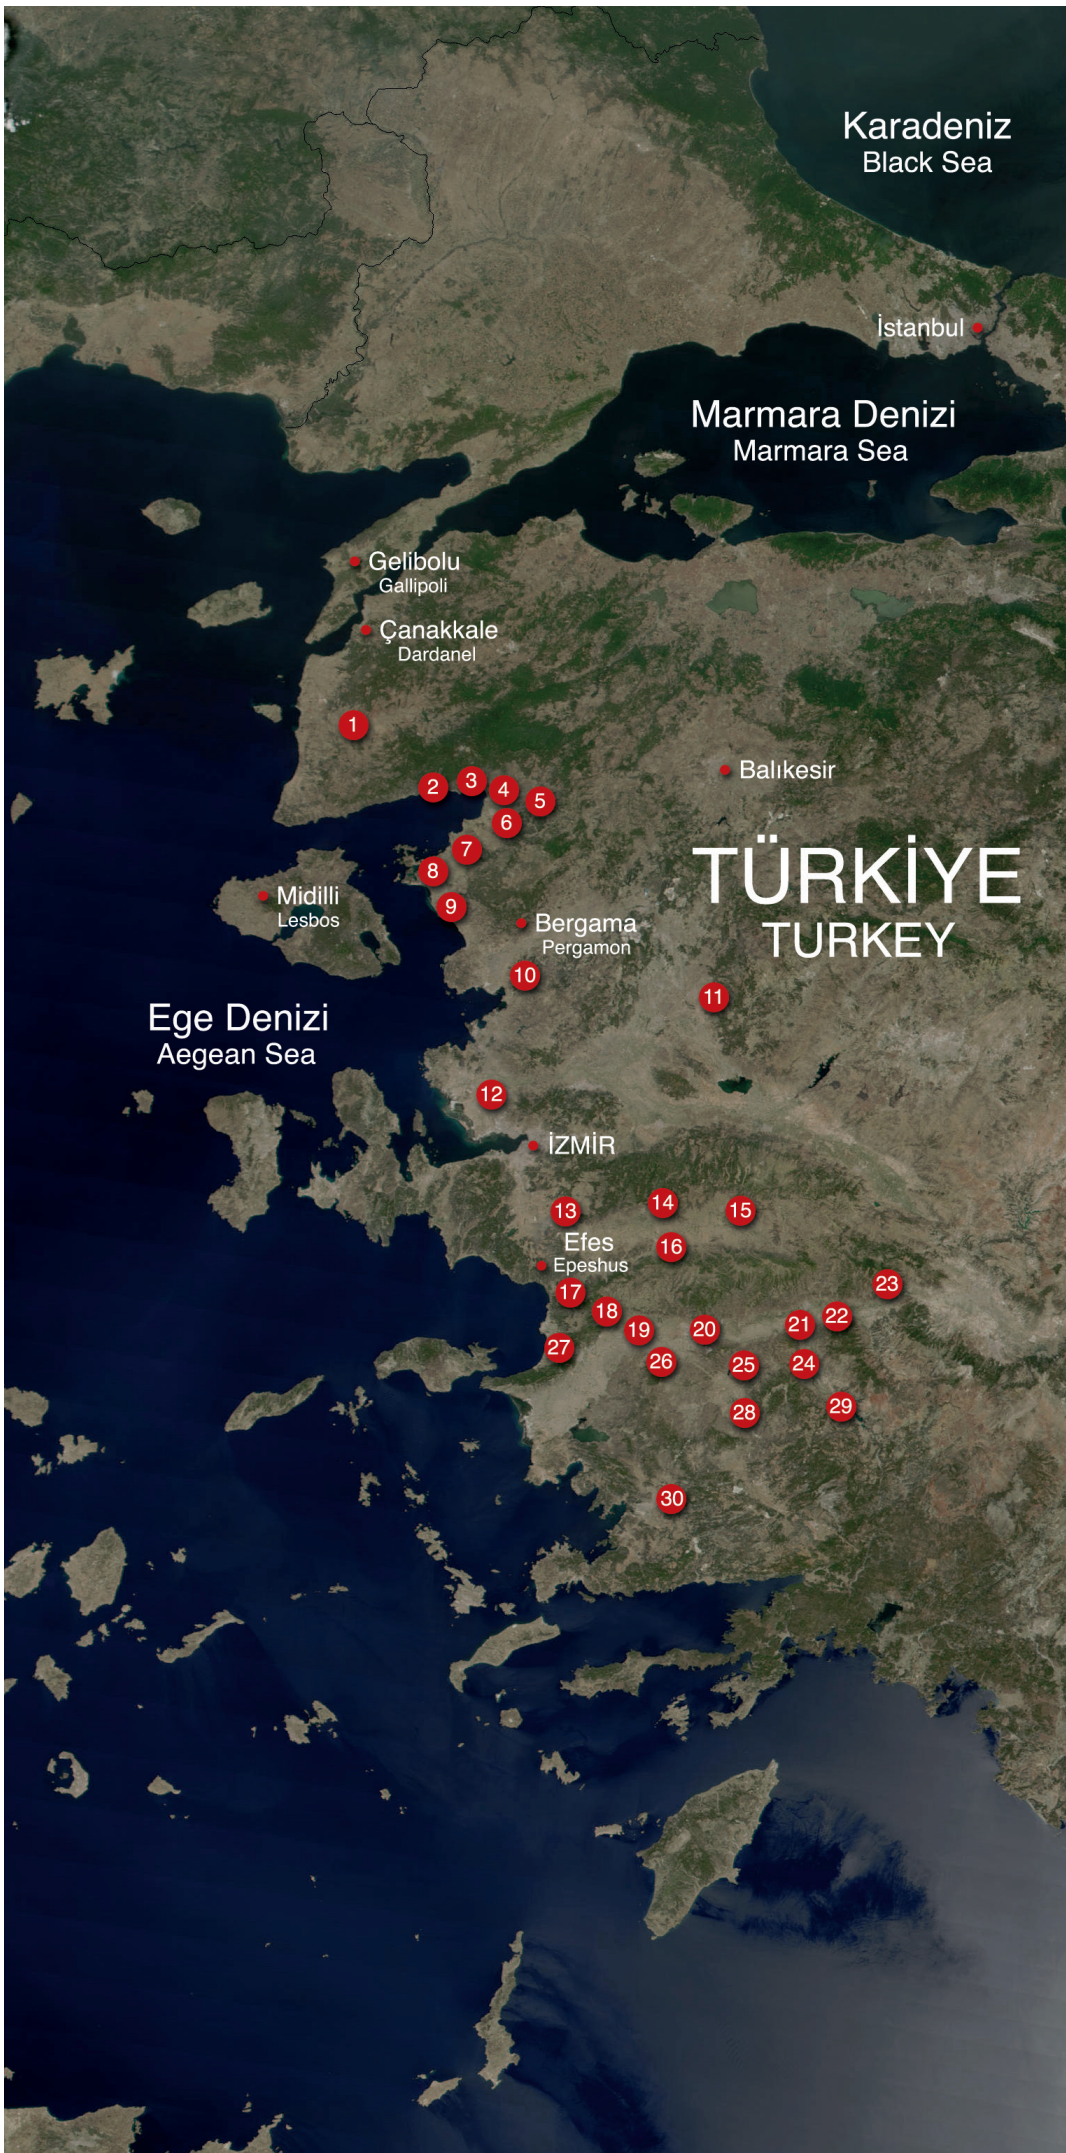 Karadeniz
Black Sea
İstanbul
Marmara Denizi
Marmara Sea
Gelibolu
Gallipoli
Çanakkale
Dardanel
1
Balıkesir
2
3
4
5
6
7
8
9
TÜRKİYE
TURKEY
Midilli
Lesbos
Bergama
Pergamon
10
11
Ege Denizi
Aegean Sea
12
İZMİR
13
14
15
16
Efes
Epeshus
17
18
19
20
21
22
23
24
25
26
27
28
29
30